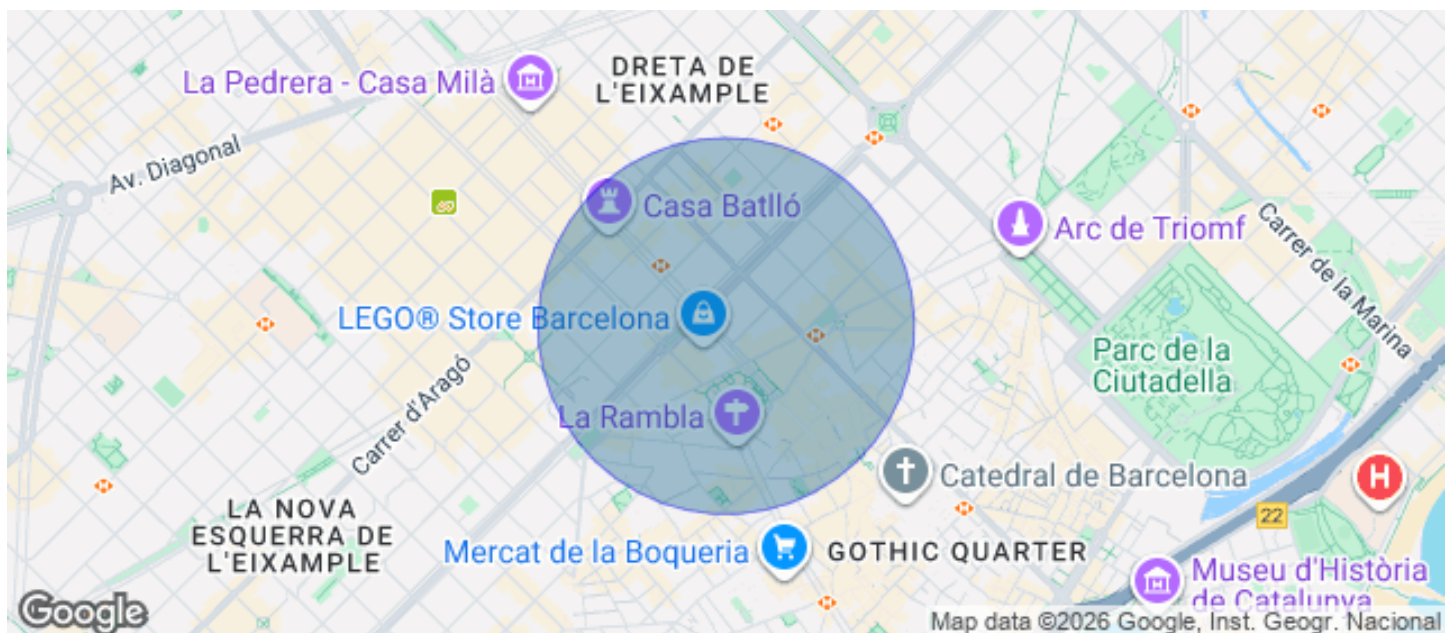 La Pedrera - Casa Milà
DRETA DE
L'EIXAMPLE
Av. Diagonal
Casa Batlló
Arc de Triomf
Carrer de la Marina
LEGO® Store Barcelona
Parc de la
Ciutadella
Carrer d'Aragó
La Rambla
Catedral de Barcelona
H
LA NOVA
ESQUERRA DE
L'EIXAMPLE
22
Mercat de la Boqueria
GOTHIC QUARTER
Museu d'Història
de Catalunya
Google
Map data ©2026 Google, Inst. Geogr. Nacional